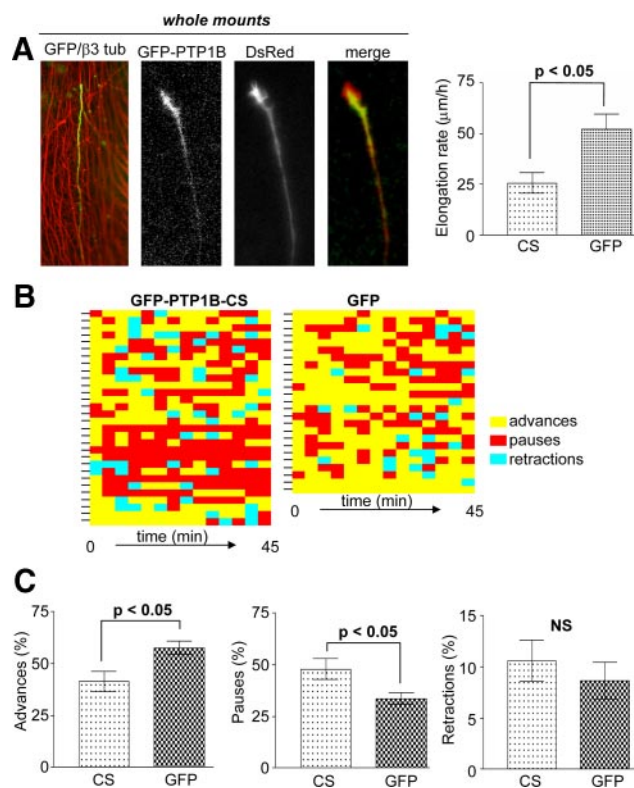 whole mounts
A
GFP/β3 tub GFP-PTP1B DsRed merge
p < 0.05
Elongation rate (μm/h)
75
50
25
0
CS GFP
B
GFP-PTP1B-CS GFP
advances
pauses
retractions
time (min)
0 45
time (min)
0 45
C
Advances (%)
75
50
25
0
p < 0.05
CS GFP
Pauses (%)
75
50
25
0
p < 0.05
CS GFP
Retractions (%)
15
10
5
0
NS
CS GFP